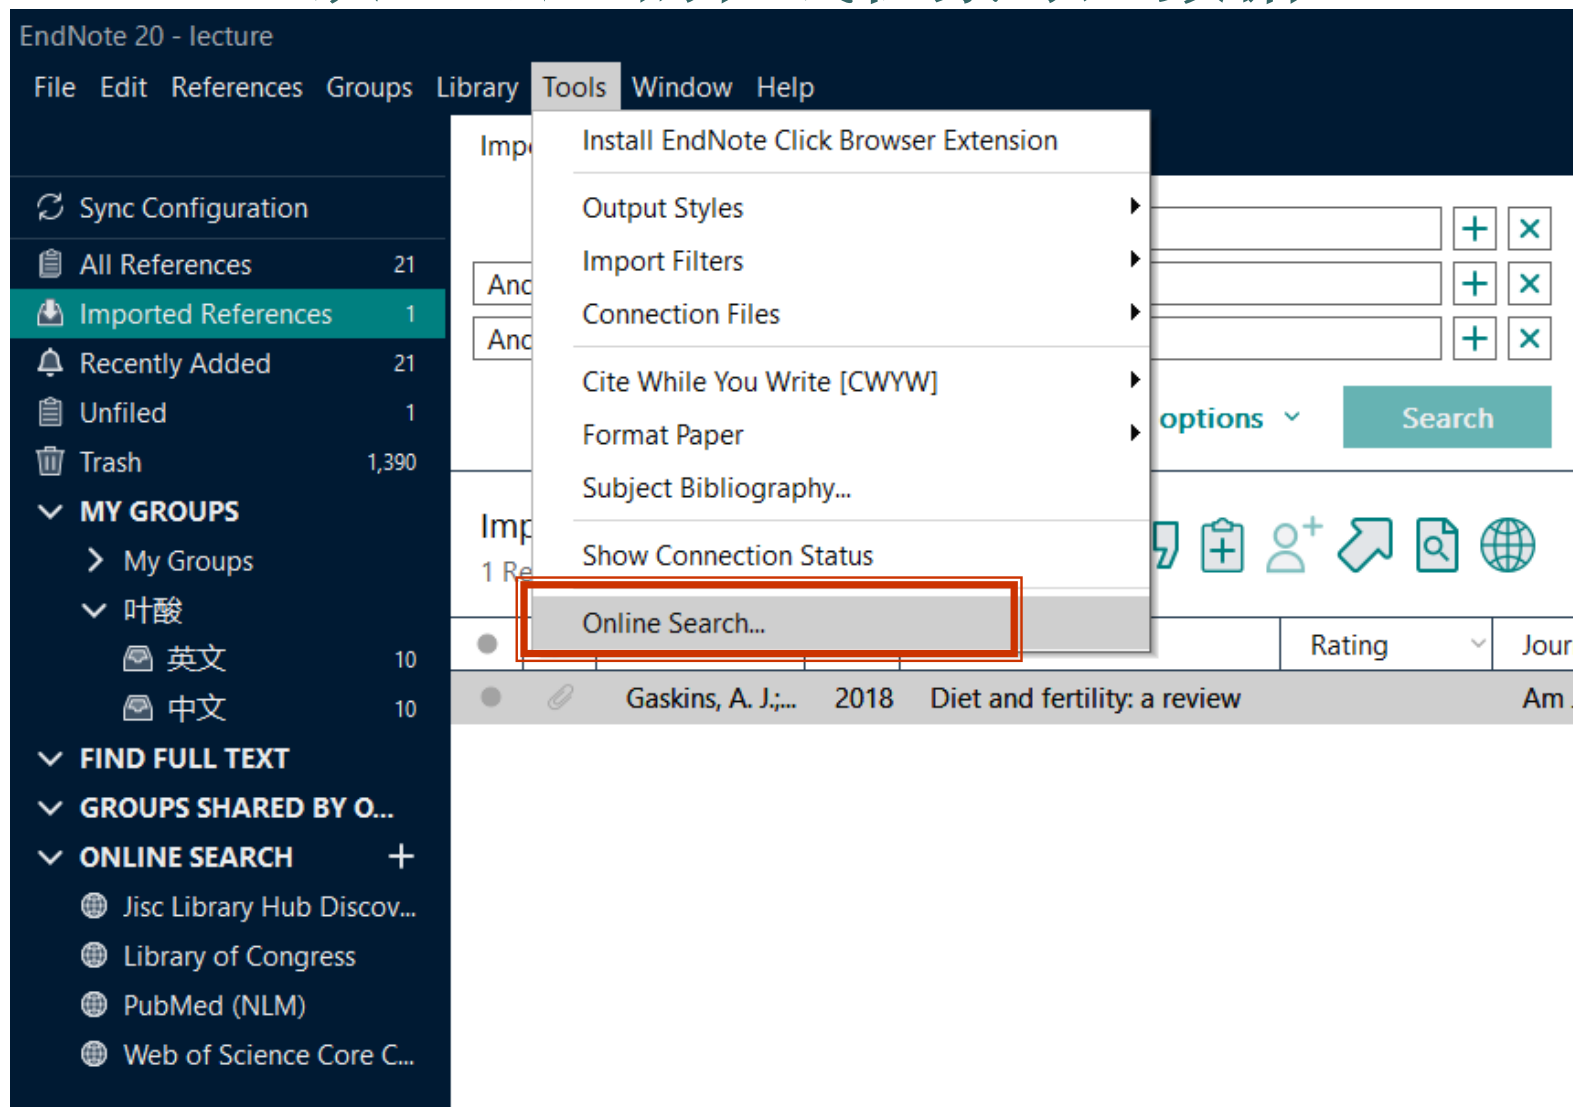 EndNote 20 - lecture
File Edit References Groups Library Tools Window Help
Install EndNote Click Browser Extension
Output Styles
Import Filters
Connection Files
Cite While You Write [CWYW]
Format Paper
Subject Bibliography...
Show Connection Status
Online Search...
Sync Configuration
All References 21
Imported References 1
Recently Added 21
Unfiled 1
Trash 1,390
MY GROUPS
My Groups
叶酸
英文 10
中文 10
FIND FULL TEXT
GROUPS SHARED BY O...
ONLINE SEARCH +
Jisc Library Hub Discov...
Library of Congress
PubMed (NLM)
Web of Science Core C...
options
Search
Rating
Gaskins, A. J.;... 2018 Diet and fertility: a review Am